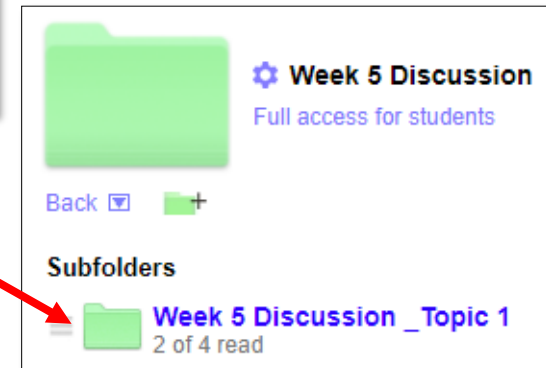 Week 5 Discussion
Full access for students
Back
Subfolders
Week 5 Discussion _Topic 1
2 of 4 read